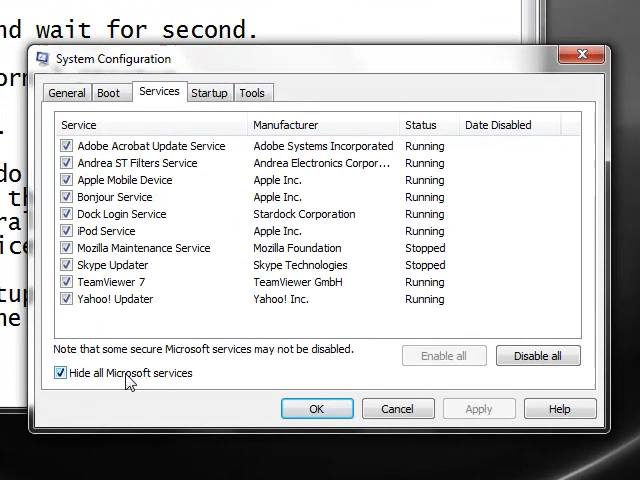 nd wait for second.
System Configuration
General Boot Services Startup Tools
Service Manufacturer Status Date Disabled
Adobe Acrobat Update Service Adobe Systems Incorporated Running
Andrea ST Filters Service Andrea Electronics Corpor... Running
Apple Mobile Device Apple Inc. Running
Bonjour Service Apple Inc. Running
Dock Login Service Stardock Corporation Running
iPod Service Apple Inc. Running
Mozilla Maintenance Service Mozilla Foundation Stopped
Skype Updater Skype Technologies Stopped
TeamViewer 7 TeamViewer GmbH Running
Yahoo! Updater Yahoo! Inc. Running
Note that some secure Microsoft services may not be disabled.
Enable all Disable all
Hide all Microsoft services
OK Cancel Apply Help